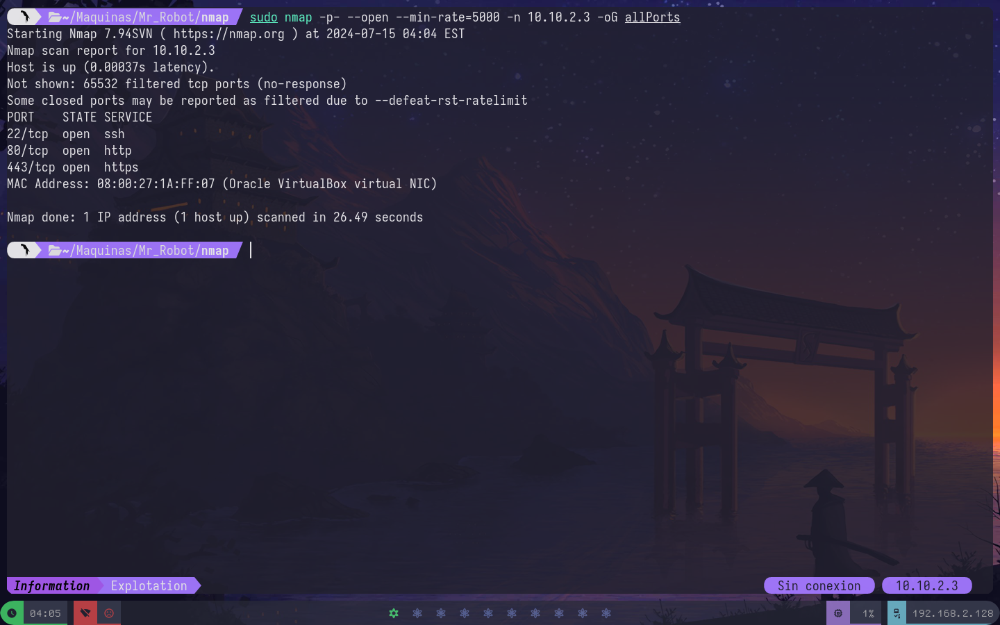 ~/Maquinas/Mr_Robot/nmap sudo nmap -p- --open --min-rate=5000 -n 10.10.2.3 -oG allPorts
Starting Nmap 7.94SVN ( https://nmap.org ) at 2024-07-15 04:04 EST
Nmap scan report for 10.10.2.3
Host is up (0.00037s latency).
Not shown: 65532 filtered tcp ports (no-response)
Some closed ports may be reported as filtered due to --defeat-rst-ratelimit
PORT    STATE SERVICE
22/tcp  open  ssh
80/tcp  open  http
443/tcp open  https
MAC Address: 08:00:27:1A:FF:07 (Oracle VirtualBox virtual NIC)
Nmap done: 1 IP address (1 host up) scanned in 26.49 seconds
~/Maquinas/Mr_Robot/nmap
Information Explotation Sin conexion 10.10.2.3
04:05 1% 192.168.2.128